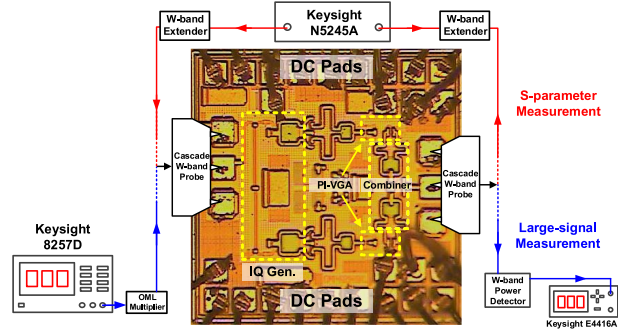 Keysight
N5245A
W-band
Extender
W-band
Extender
DC Pads
S-parameter
Measurement
Cascade
W-band
Probe
PI-VGA
Combiner
Cascade
W-band
Probe
Keysight
8257D
Large-signal
Measurement
IQ Gen.
DC Pads
OML
Multiplier
W-band
Power
Detector
Keysight E4416A